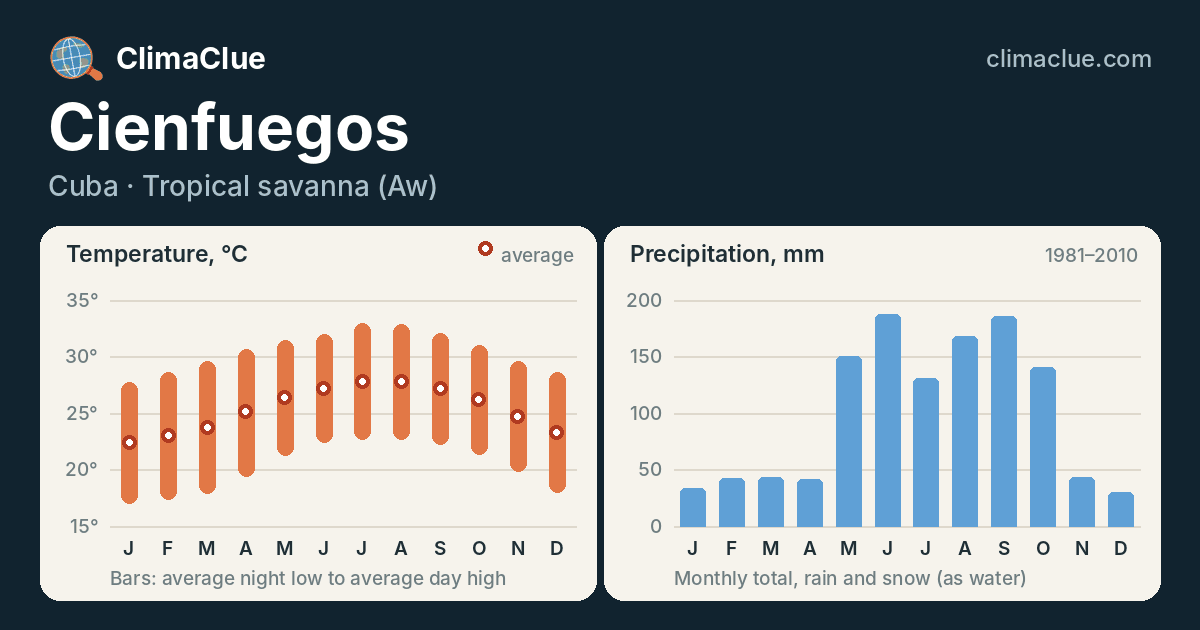 ClimaClue
climaclue.com
Cienfuegos
Cuba · Tropical savanna (Aw)
Temperature, °C
average
35°
30°
25°
20°
15°
J F M A M J J A S O N D
Bars: average night low to average day high
Precipitation, mm
1981–2010
200
150
100
50
0
J F M A M J J A S O N D
Monthly total, rain and snow (as water)